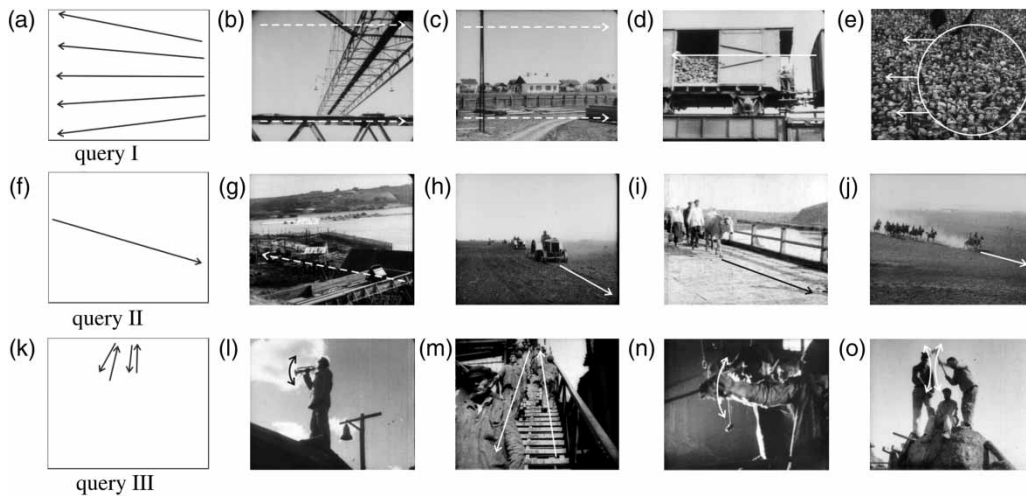 (a) (b) (c) (d) (e)
query I
(f) (g) (h) (i) (j)
query II
(k) (l) (m) (n) (o)
query III